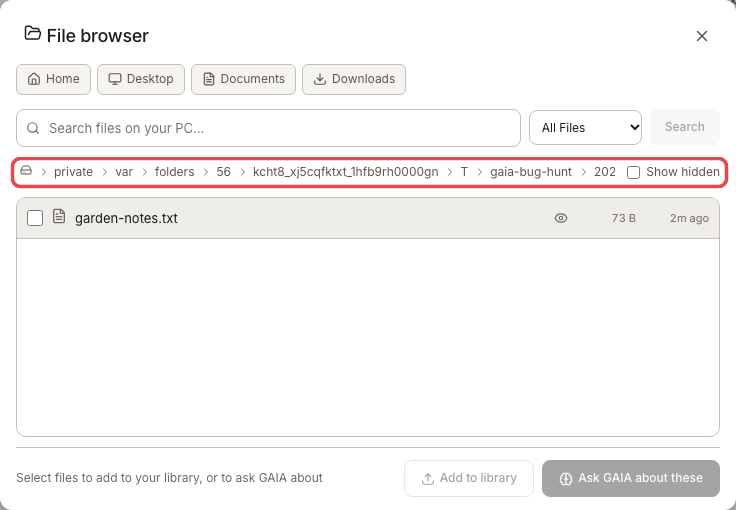 File browser
Home Desktop Documents Downloads
Search files on your PC... All Files Search
private var folders 56 kcht8_xj5cqfktxt_1hfb9rh0000gn T gaia-bug-hunt 202 Show hidden
garden-notes.txt 73 B 2m ago
Select files to add to your library, or to ask GAIA about Add to library Ask GAIA about these